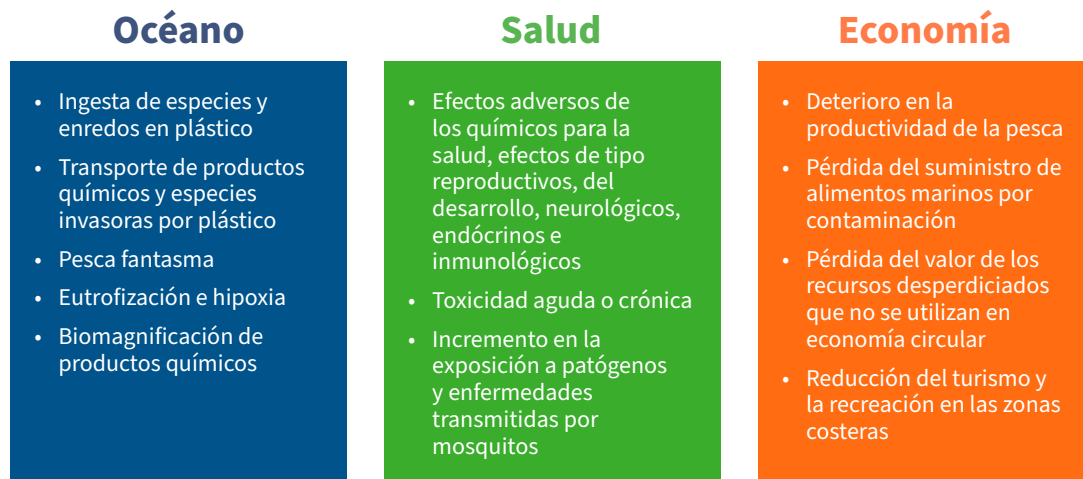 Océano
• Ingesta de especies y
enredos en plástico
• Transporte de productos
químicos y especies
invasoras por plástico
• Pesca fantasma
• Eutrofización e hipoxia
• Biomagnificación de
productos químicos
Salud
• Efectos adversos de
los químicos para la
salud, efectos de tipo
reproductivos, del
desarrollo, neurológicos,
endócrinos e
inmunológicos
• Toxicidad aguda o crónica
• Incremento en la
exposición a patógenos
y enfermedades
transmitidas por
mosquitos
Economía
• Deterioro en la
productividad de la pesca
• Pérdida del suministro de
alimentos marinos por
contaminación
• Pérdida del valor de los
recursos desperdiciados
que no se utilizan en
economía circular
• Reducción del turismo y
la recreación en las zonas
costeras